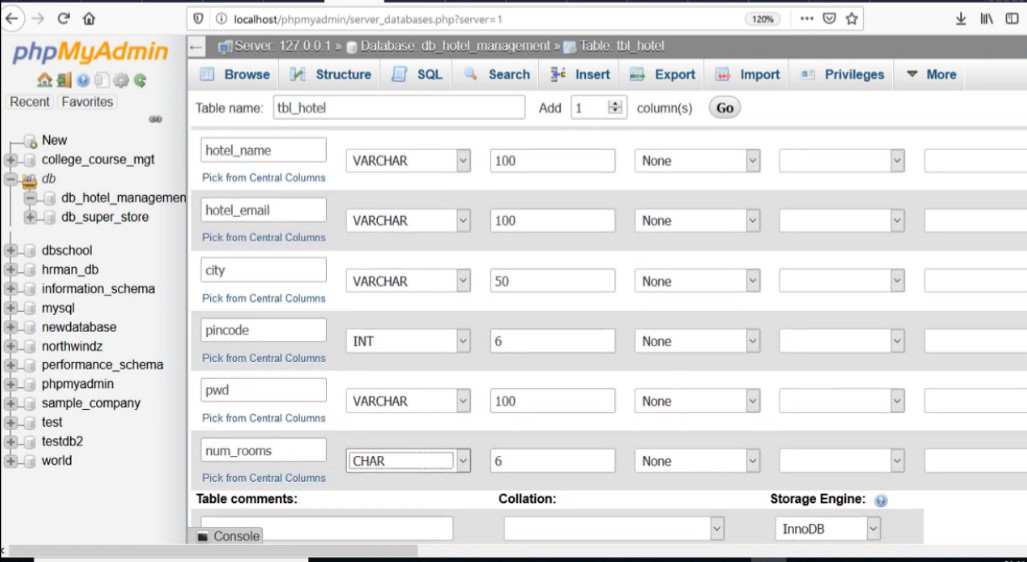 localhost/phpmyadmin/server_databases.php?server=1
120%
phpMyAdmin
Recent Favorites
New
college_course_mgt
db
db_hotel_managemen
db_super_store
dbschool
hrman_db
information_schema
mysql
newdatabase
northwindz
performance_schema
phpmyadmin
sample_company
test
testdb2
world
Server: 127.0.0.1 » Database: db_hotel_management » Table: tbl_hotel
Browse Structure SQL Search Insert Export Import Privileges More
Table name: tbl_hotel Add 1 column(s) Go
hotel_name VARCHAR 100 None
Pick from Central Columns
hotel_email VARCHAR 100 None
Pick from Central Columns
city VARCHAR 50 None
Pick from Central Columns
pincode INT 6 None
Pick from Central Columns
pwd VARCHAR 100 None
Pick from Central Columns
num_rooms CHAR 6 None
Pick from Central Columns
Table comments: Collation: Storage Engine:
InnoDB
Console